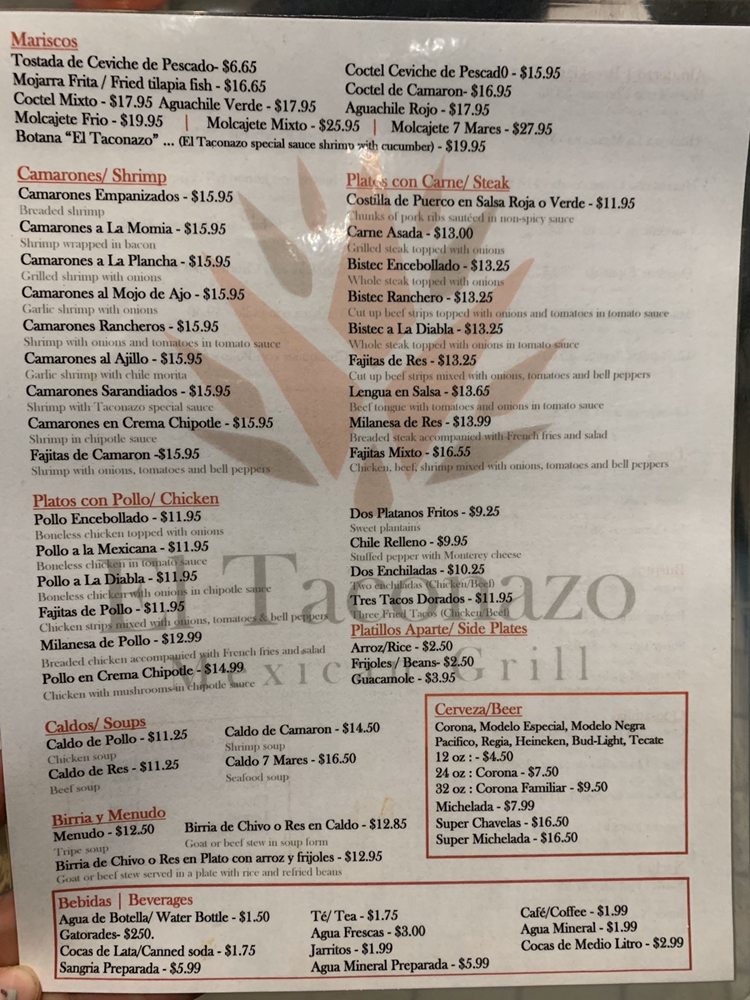 Mariscos
Tostada de Ceviche de Pescado- $6.65
Mojarra Frita / Fried tilapia fish - $16.65
Coctel Mixto - $17.95 Aguachile Verde - $17.95
Molcajete Frio - $19.95 | Molcajete Mixto - $25.95 | Molcajete 7 Mares - $27.95
Botana “El Taconazo” ... (El Taconazo special sauce shrimp with cucumber) - $19.95
Coctel Ceviche de Pescad0 - $15.95
Coctel de Camaron- $16.95
Aguachile Rojo - $17.95
Camarones/ Shrimp
Camarones Empanizados - $15.95
Breaded shrimp
Camarones a La Momia - $15.95
Shrimp wrapped in bacon
Camarones a La Plancha - $15.95
Grilled shrimp with onions
Camarones al Mojo de Ajo - $15.95
Garlic shrimp with onions
Camarones Rancheros - $15.95
Shrimp with onions and tomatoes in tomato sauce
Camarones al Ajillo - $15.95
Garlic shrimp with chile morita
Camarones Sarandiados - $15.95
Shrimp with Taconazo special sauce
Camarones en Crema Chipotle - $15.95
Shrimp in chipotle sauce
Fajitas de Camaron -$15.95
Shrimp with onions, tomatoes and bell peppers
Platos con Carne/ Steak
Costilla de Puerco en Salsa Roja o Verde - $11.95
Chunks of pork ribs sautéed in non-spicy sauce
Carne Asada - $13.00
Grilled steak topped with onions
Bistec Encebollado - $13.25
Whole steak topped with onions
Bistec Ranchero - $13.25
Cut up beef strips topped with onions and tomatoes in tomato sauce
Bistec a La Diabla - $13.25
Whole steak topped with onions in tomato sauce
Fajitas de Res - $13.25
Cut up beef strips mixed with onions, tomatoes and bell peppers
Lengua en Salsa - $13.65
Beef tongue with tomatoes and onions in tomato sauce
Milanesa de Res - $13.99
Breaded steak accompanied with French fries and salad
Fajitas Mixto - $16.55
Chicken, beef, shrimp mixed with onions, tomatoes and bell peppers
Platos con Pollo/ Chicken
Pollo Encebollado - $11.95
Boneless chicken topped with onions
Pollo a la Mexicana - $11.95
Boneless chicken in tomato sauce
Pollo a La Diabla - $11.95
Boneless chicken with onions in chipotle sauce
Fajitas de Pollo - $11.95
Chicken strips mixed with onions, tomatoes & bell peppers
Milanesa de Pollo - $12.99
Breaded chicken accompanied with French fries and salad
Pollo en Crema Chipotle - $14.99
Chicken with mushrooms in chipotle sauce
Dos Platanos Fritos - $9.25
Sweet plantains
Chile Relleno - $9.95
Stuffed pepper with Monterey cheese
Dos Enchiladas - $10.25
Two enchiladas (Chicken/Beef)
Tres Tacos Dorados - $11.95
Three Fried Tacos (Chicken/Beef)
Platillos Aparte/ Side Plates
Arroz/Rice - $2.50
Frijoles / Beans- $2.50
Guacamole - $3.95
El Taconazo
Mexican Grill
Caldos/ Soups
Caldo de Pollo - $11.25
Chicken soup
Caldo de Res - $11.25
Beef soup
Caldo de Camaron - $14.50
Shrimp soup
Caldo 7 Mares - $16.50
Seafood soup
Birria y Menudo
Menudo - $12.50
Tripe soup
Birria de Chivo o Res en Caldo - $12.85
Goat or beef stew in soup form
Birria de Chivo o Res en Plato con arroz y frijoles - $12.95
Goat or beef stew served in a plate with rice and refried beans
Cerveza/Beer
Corona, Modelo Especial, Modelo Negra
Pacifico, Regia, Heineken, Bud-Light, Tecate
12 oz : - $4.50
24 oz : Corona - $7.50
32 oz : Corona Familiar - $9.50
Michelada - $7.99
Super Chavelas - $16.50
Super Michelada - $16.50
Bebidas | Beverages
Agua de Botella/ Water Bottle - $1.50
Gatorades- $250.
Cocas de Lata/Canned soda - $1.75
Sangria Preparada - $5.99
Té/ Tea - $1.75
Agua Frescas - $3.00
Jarritos - $1.99
Agua Mineral Preparada - $5.99
Café/Coffee - $1.99
Agua Mineral - $1.99
Cocas de Medio Litro - $2.99